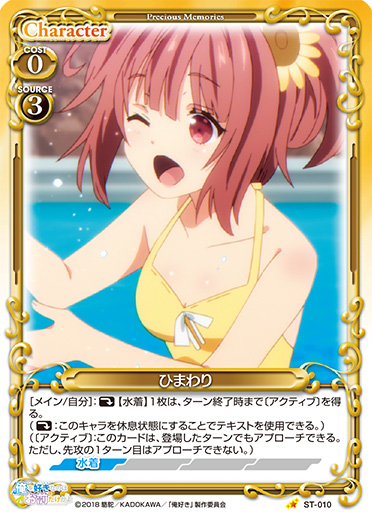 Precious Memories
Character
COST
0
SOURCE
3
ひまわり
［メイン/自分］:【水着】1枚は、ターン終了時まで〔アクティブ〕を得
る。
（:このキャラを休息状態にすることでテキストを使用できる。）
（〔アクティブ〕:このカードは、登場したターンでもアプローチできる。
ただし、先攻の1ターン目はアプローチできない。）
水着
©2018 駱駝／KADOKAWA／「俺好き」製作委員会
ST-010